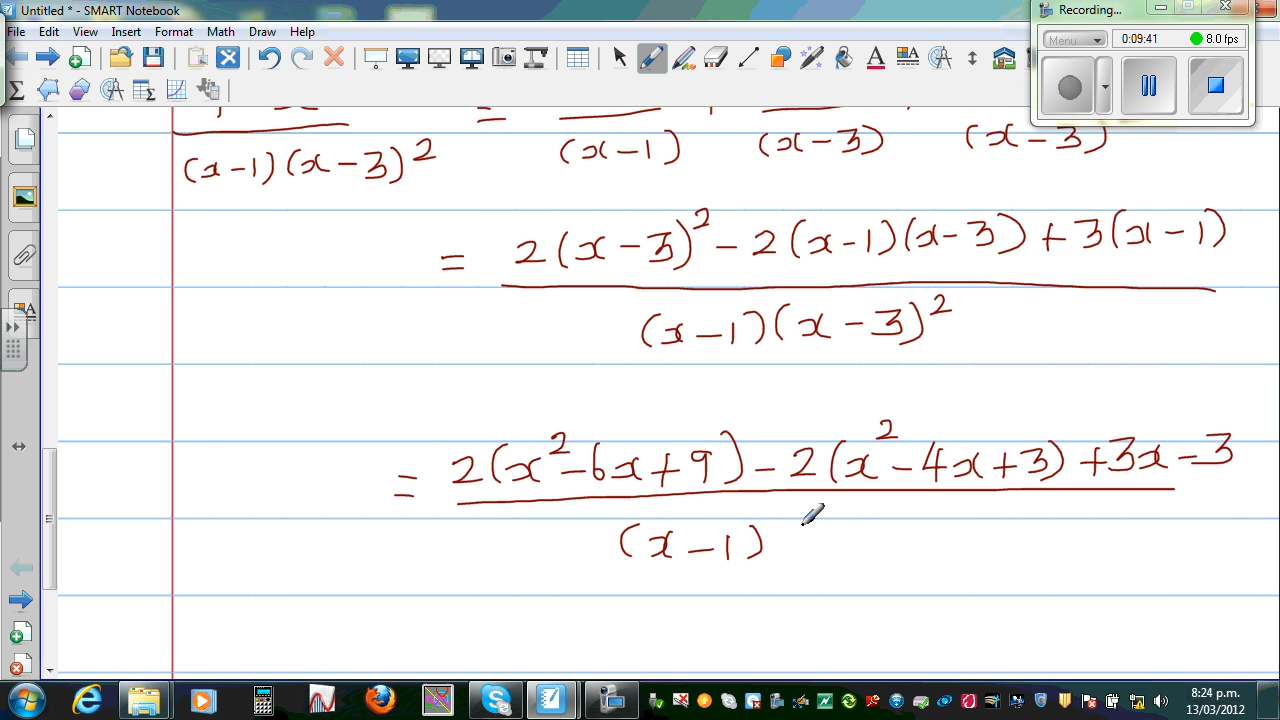 Untitled * - SMART Notebook
Recording...
File Edit View Insert Format Math Draw Help
Menu 0:09:41 8.0 fps
(x-1)(x-3)² = (x-1) (x-3) (x-3)
= 2(x-3)² - 2(x-1)(x-3) + 3(x-1)
(x-1)(x-3)²
= 2(x²-6x+9) - 2(x²-4x+3) + 3x - 3
(x-1)
8:24 p.m.
13/03/2012